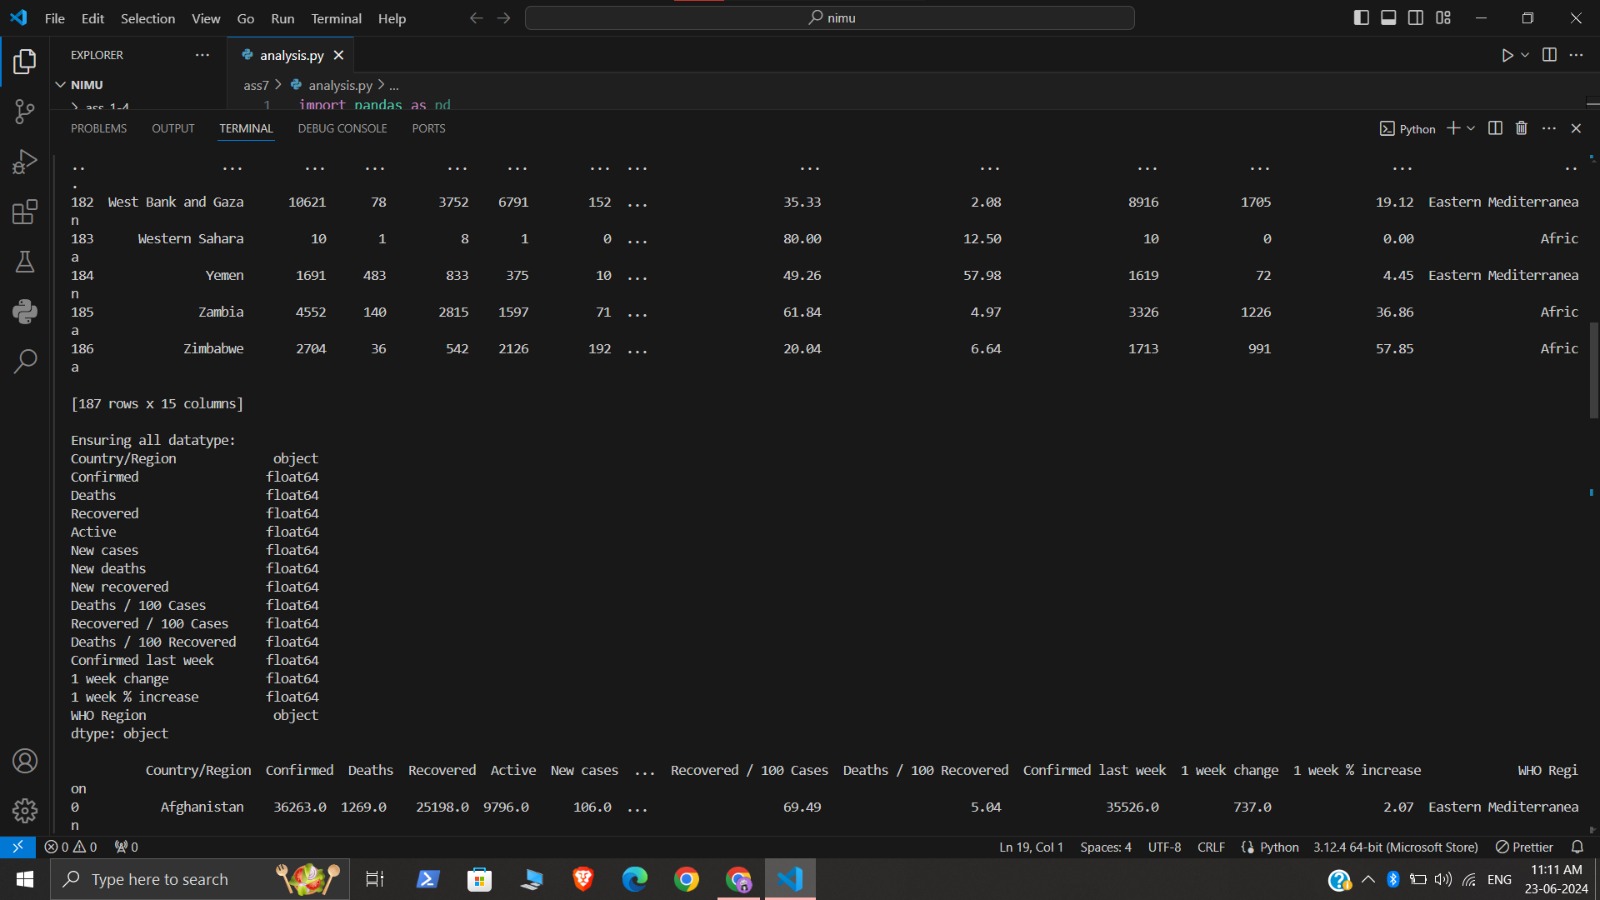 File Edit Selection View Go Run Terminal Help nimu
EXPLORER ... analysis.py
NIMU ass7 > analysis.py > ...
ass 1-4 1 import pandas as pd
PROBLEMS OUTPUT TERMINAL DEBUG CONSOLE PORTS Python
.. ... ... ... ... ... ... ... ... ... ... ... ... ..
.
182 West Bank and Gaza 10621 78 3752 6791 152 ... 35.33 2.08 8916 1705 19.12 Eastern Mediterranea
n
183 Western Sahara 10 1 8 1 0 ... 80.00 12.50 10 0 0.00 Afric
a
184 Yemen 1691 483 833 375 10 ... 49.26 57.98 1619 72 4.45 Eastern Mediterranea
n
185 Zambia 4552 140 2815 1597 71 ... 61.84 4.97 3326 1226 36.86 Afric
a
186 Zimbabwe 2704 36 542 2126 192 ... 20.04 6.64 1713 991 57.85 Afric
a
[187 rows x 15 columns]
Ensuring all datatype:
Country/Region object
Confirmed float64
Deaths float64
Recovered float64
Active float64
New cases float64
New deaths float64
New recovered float64
Deaths / 100 Cases float64
Recovered / 100 Cases float64
Deaths / 100 Recovered float64
Confirmed last week float64
1 week change float64
1 week % increase float64
WHO Region object
dtype: object
Country/Region Confirmed Deaths Recovered Active New cases ... Recovered / 100 Cases Deaths / 100 Recovered Confirmed last week 1 week change 1 week % increase WHO Regi
on
0 Afghanistan 36263.0 1269.0 25198.0 9796.0 106.0 ... 69.49 5.04 35526.0 737.0 2.07 Eastern Mediterranea
n
0 0 0 Ln 19, Col 1 Spaces: 4 UTF-8 CRLF Python 3.12.4 64-bit (Microsoft Store) Prettier
Type here to search ENG 11:11 AM
23-06-2024